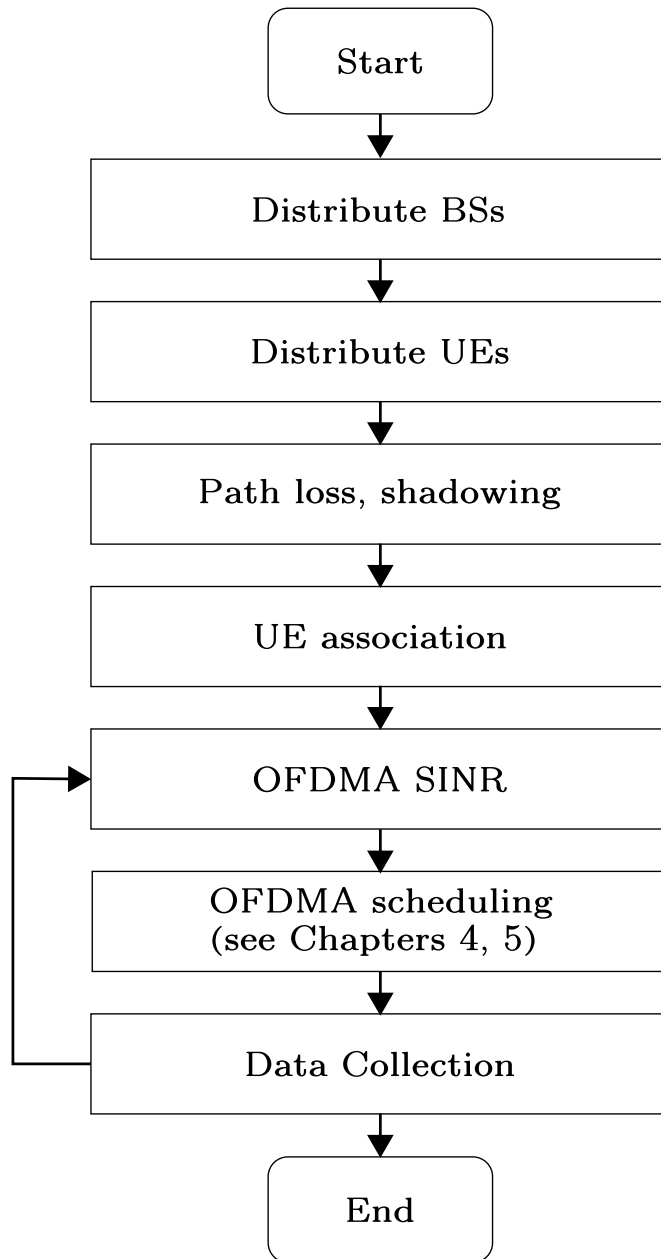 Start
Distribute BSs
Distribute UEs
Path loss, shadowing
UE association
OFDMA SINR
OFDMA scheduling
(see Chapters 4, 5)
Data Collection
End